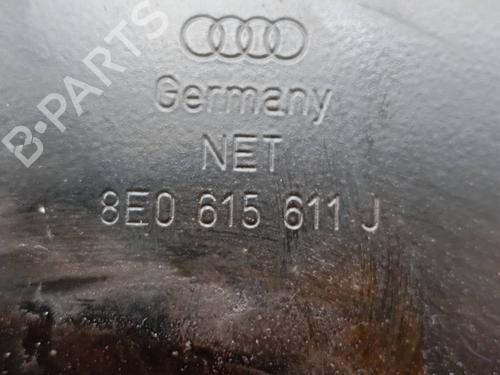 B-PARTS
Germany
NET
8E0 615 611 J